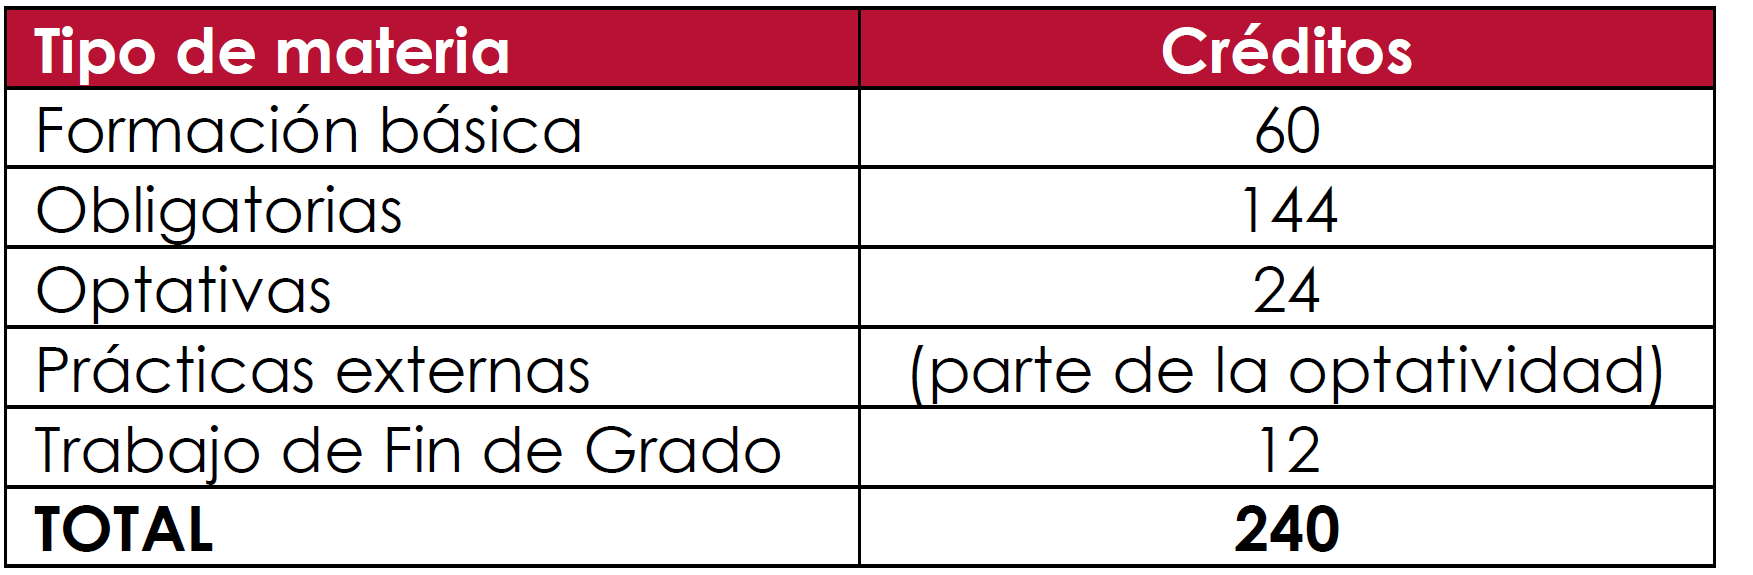 Tipo de materia Créditos
Formación básica 60
Obligatorias 144
Optativas 24
Prácticas externas (parte de la optatividad)
Trabajo de Fin de Grado 12
TOTAL 240